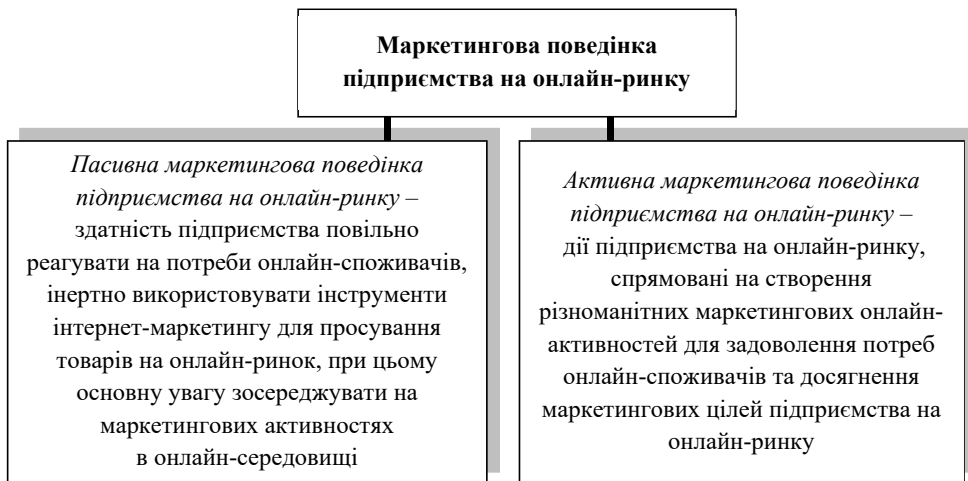 Маркетингова поведінка
підприємства на онлайн-ринку
Пасивна маркетингова поведінка
підприємства на онлайн-ринку –
здатність підприємства повільно
реагувати на потреби онлайн-споживачів,
інертно використовувати інструменти
інтернет-маркетингу для просування
товарів на онлайн-ринок, при цьому
основну увагу зосереджувати на
маркетингових активностях
в онлайн-середовищі
Активна маркетингова поведінка
підприємства на онлайн-ринку –
дії підприємства на онлайн-ринку,
спрямовані на створення
різноманітних маркетингових онлайн-
активностей для задоволення потреб
онлайн-споживачів та досягнення
маркетингових цілей підприємства на
онлайн-ринку